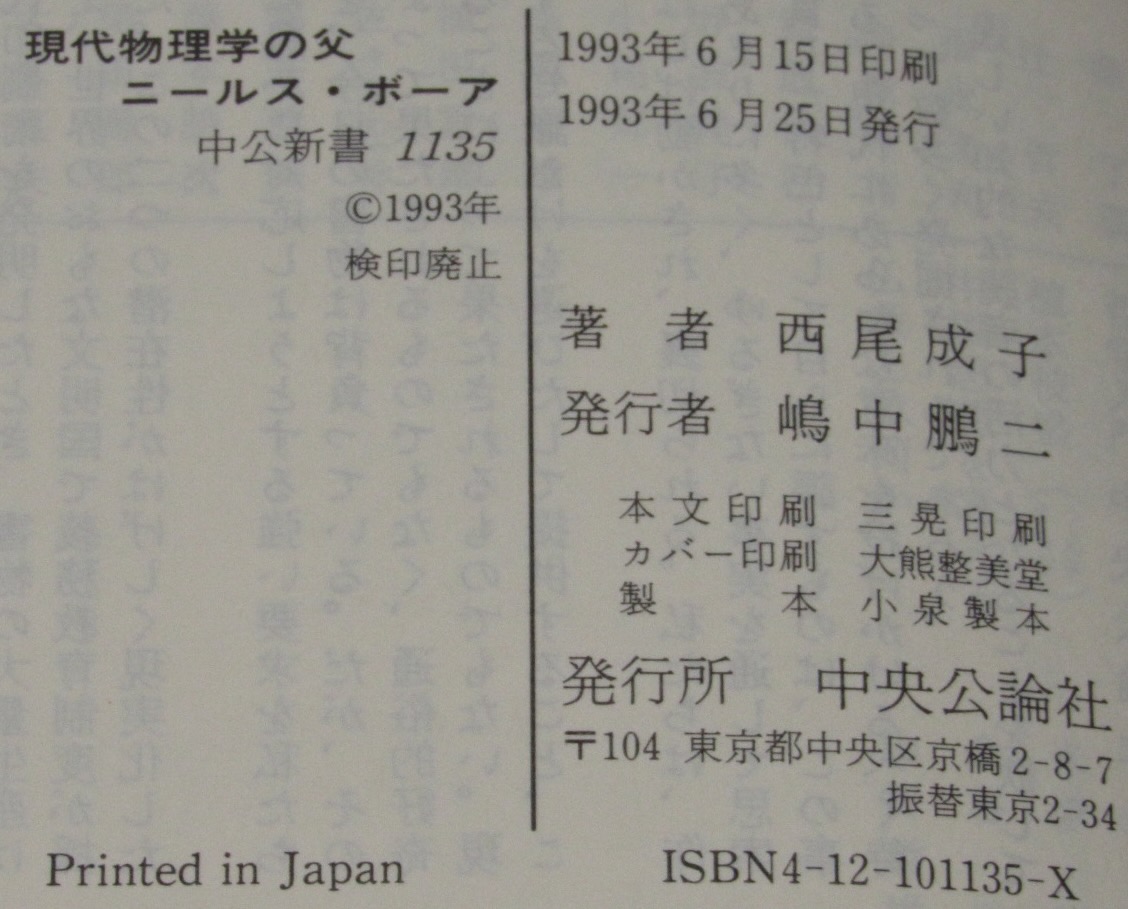 現代物理学の父
ニールス・ボーア
中公新書 1135
©1993年
検印廃止
1993年6月15日印刷
1993年6月25日発行
著 者 西尾成子
発行者 嶋中鵬二
本文印刷 三晃印刷
カバー印刷 大熊整美堂
製 本 小泉製本
発行所 中央公論社
〒104 東京都中央区京橋2-8-7
振替東京2-34
Printed in Japan
ISBN4-12-101135-X